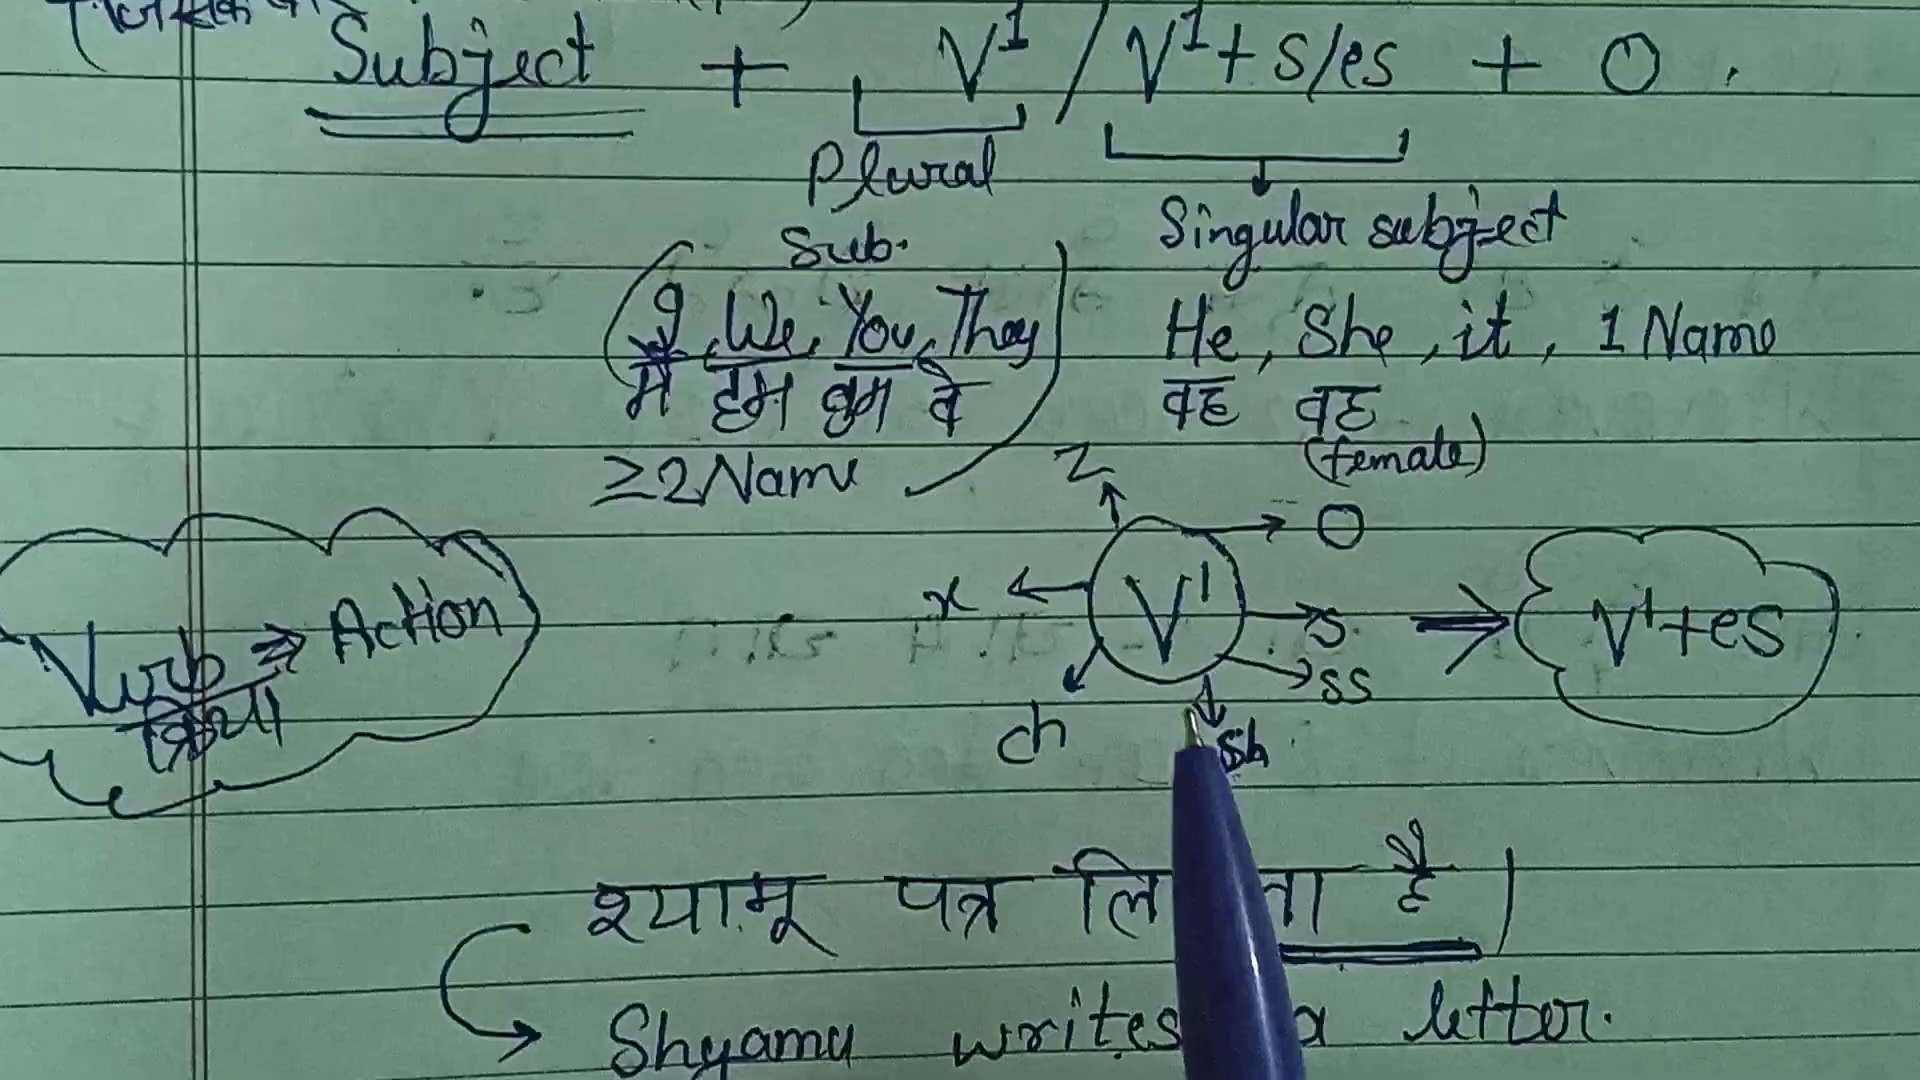 Subject + V¹ / V¹ + s/es + O .
Plural
Sub.
Singular subject
I, We, You, They
He, She, it, 1 Name
मैं हम तुम वे
वह वह
(female)
≥2 Name
z
O
x
V¹
s
ss
sh
ch
⇒ V¹+es
Verb ⇒ Action
क्रिया
श्यामू पत्र है।
Shyamu writes a letter.